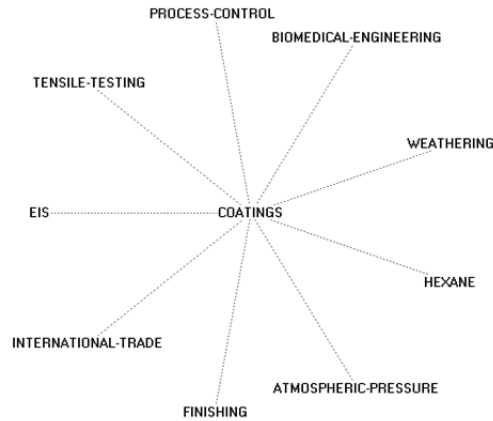 PROCESS-CONTROL
BIOMEDICAL-ENGINEERING
TENSILE-TESTING
WEATHERING
EIS
COATINGS
HEXANE
INTERNATIONAL-TRADE
ATMOSPHERIC-PRESSURE
FINISHING